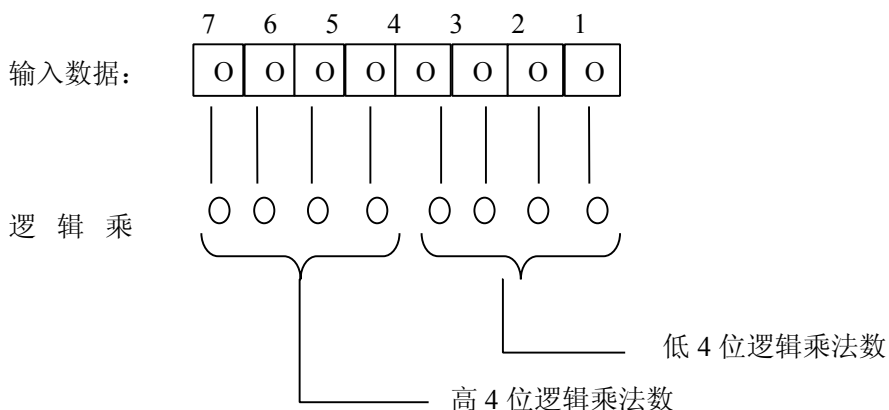 7 6 5 4 3 2 1
输入数据： O O O O O O O O
逻 辑 乘 O O O O O O O O
低 4 位逻辑乘法数
高 4 位逻辑乘法数